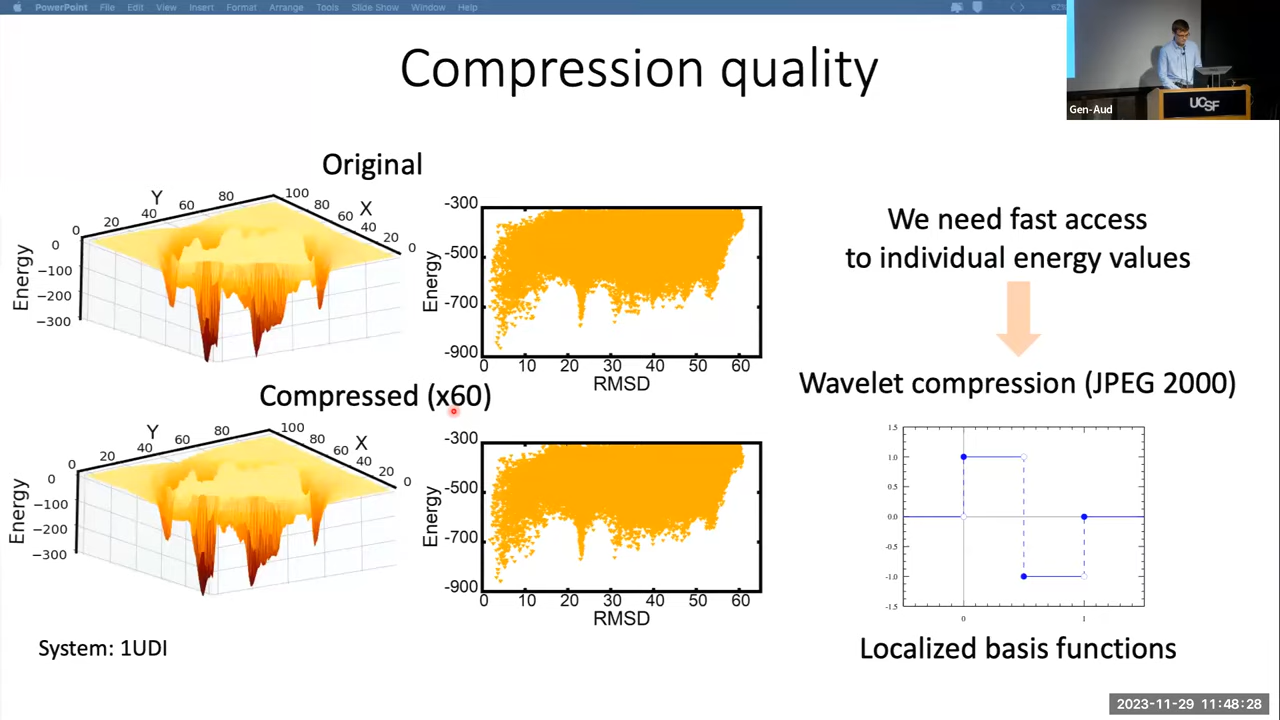 PowerPoint File Edit View Insert Format Arrange Tools Slide Show Window Help
Compression quality
Gen-Aud
UCSF
Original
Y
X
0 20 40 60 80 100 80 60 40 20 0
Energy
0
−100
−200
−300
-300
-500
-700
-900
Energy
0 10 20 30 40 50 60
RMSD
Compressed (x60)
Y
X
0 20 40 60 80 100 80 60 40 20 0
Energy
0
−100
−200
−300
-300
-500
-700
-900
Energy
0 10 20 30 40 50 60
RMSD
System: 1UDI
We need fast access
to individual energy values
Wavelet compression (JPEG 2000)
1.5
1.0
0.5
0.0
-0.5
-1.0
-1.5
0 1
Localized basis functions
2023-11-29 11:48:28